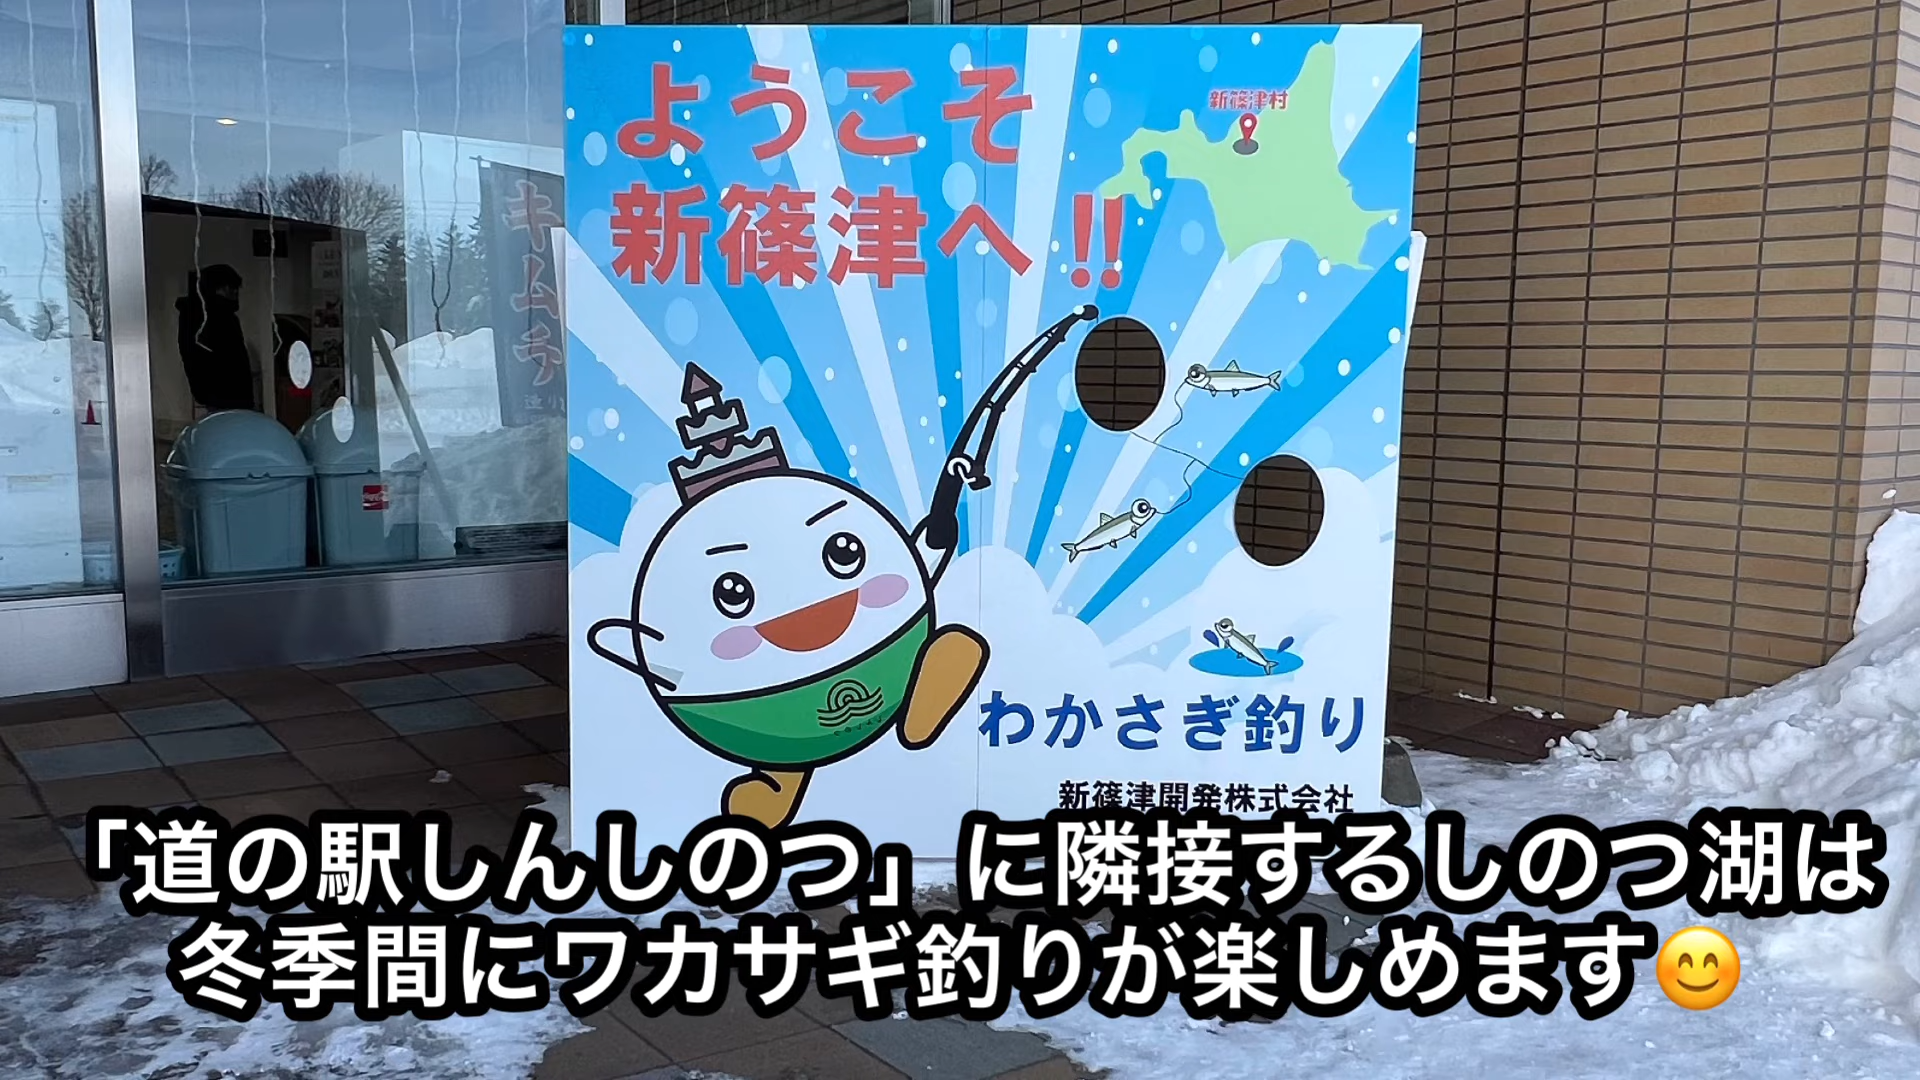 ようこそ
新篠津へ!!
新篠津村
キムチ
わかさぎ釣り
新篠津開発株式会社
「道の駅しんしのつ」に隣接するしのつ湖は
冬季間にワカサギ釣りが楽しめます😊